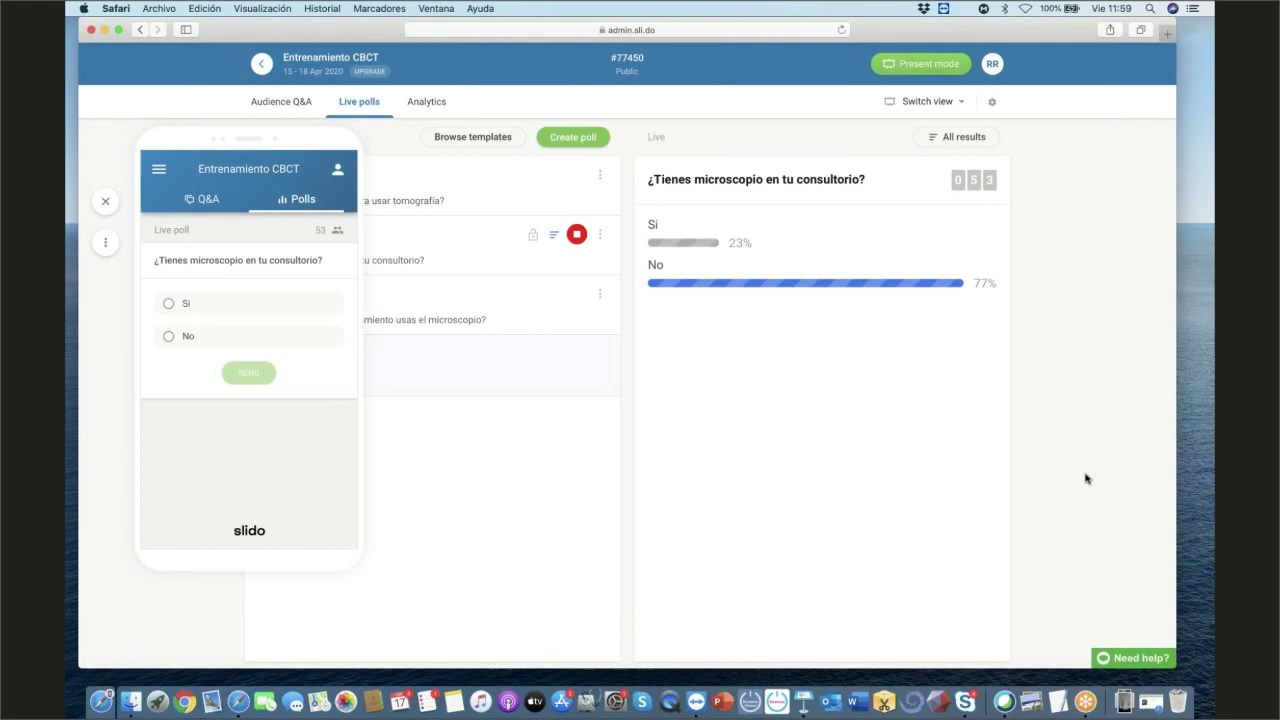 Safari Archivo Edición Visualización Historial Marcadores Ventana Ayuda
100% Vie 11:59
admin.sli.do
Entrenamiento CBCT
15 - 18 Apr 2020 UPGRADE
#77450
Public
Present mode
RR
Audience Q&A Live polls Analytics
Switch view
Browse templates Create poll
Live
All results
Entrenamiento CBCT
Q&A Polls
Live poll 53
¿Tienes microscopio en tu consultorio?
Si
No
SEND
slido
a usar tomografía?
u consultorio?
miento usas el microscopio?
¿Tienes microscopio en tu consultorio?
0 5 3
Si
23%
No
77%
Need help?
17